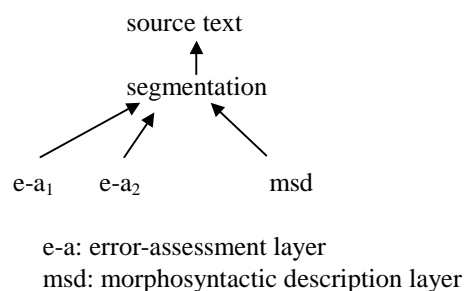 source text
segmentation
e-a₁ e-a₂ msd
e-a: error-assessment layer
msd: morphosyntactic description layer